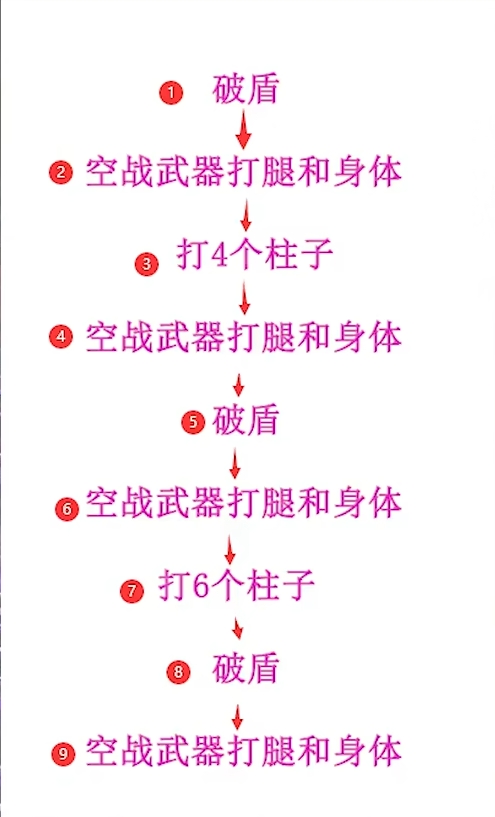 1 破盾
2 空战武器打腿和身体
3 打4个柱子
4 空战武器打腿和身体
5 破盾
6 空战武器打腿和身体
7 打6个柱子
8 破盾
9 空战武器打腿和身体